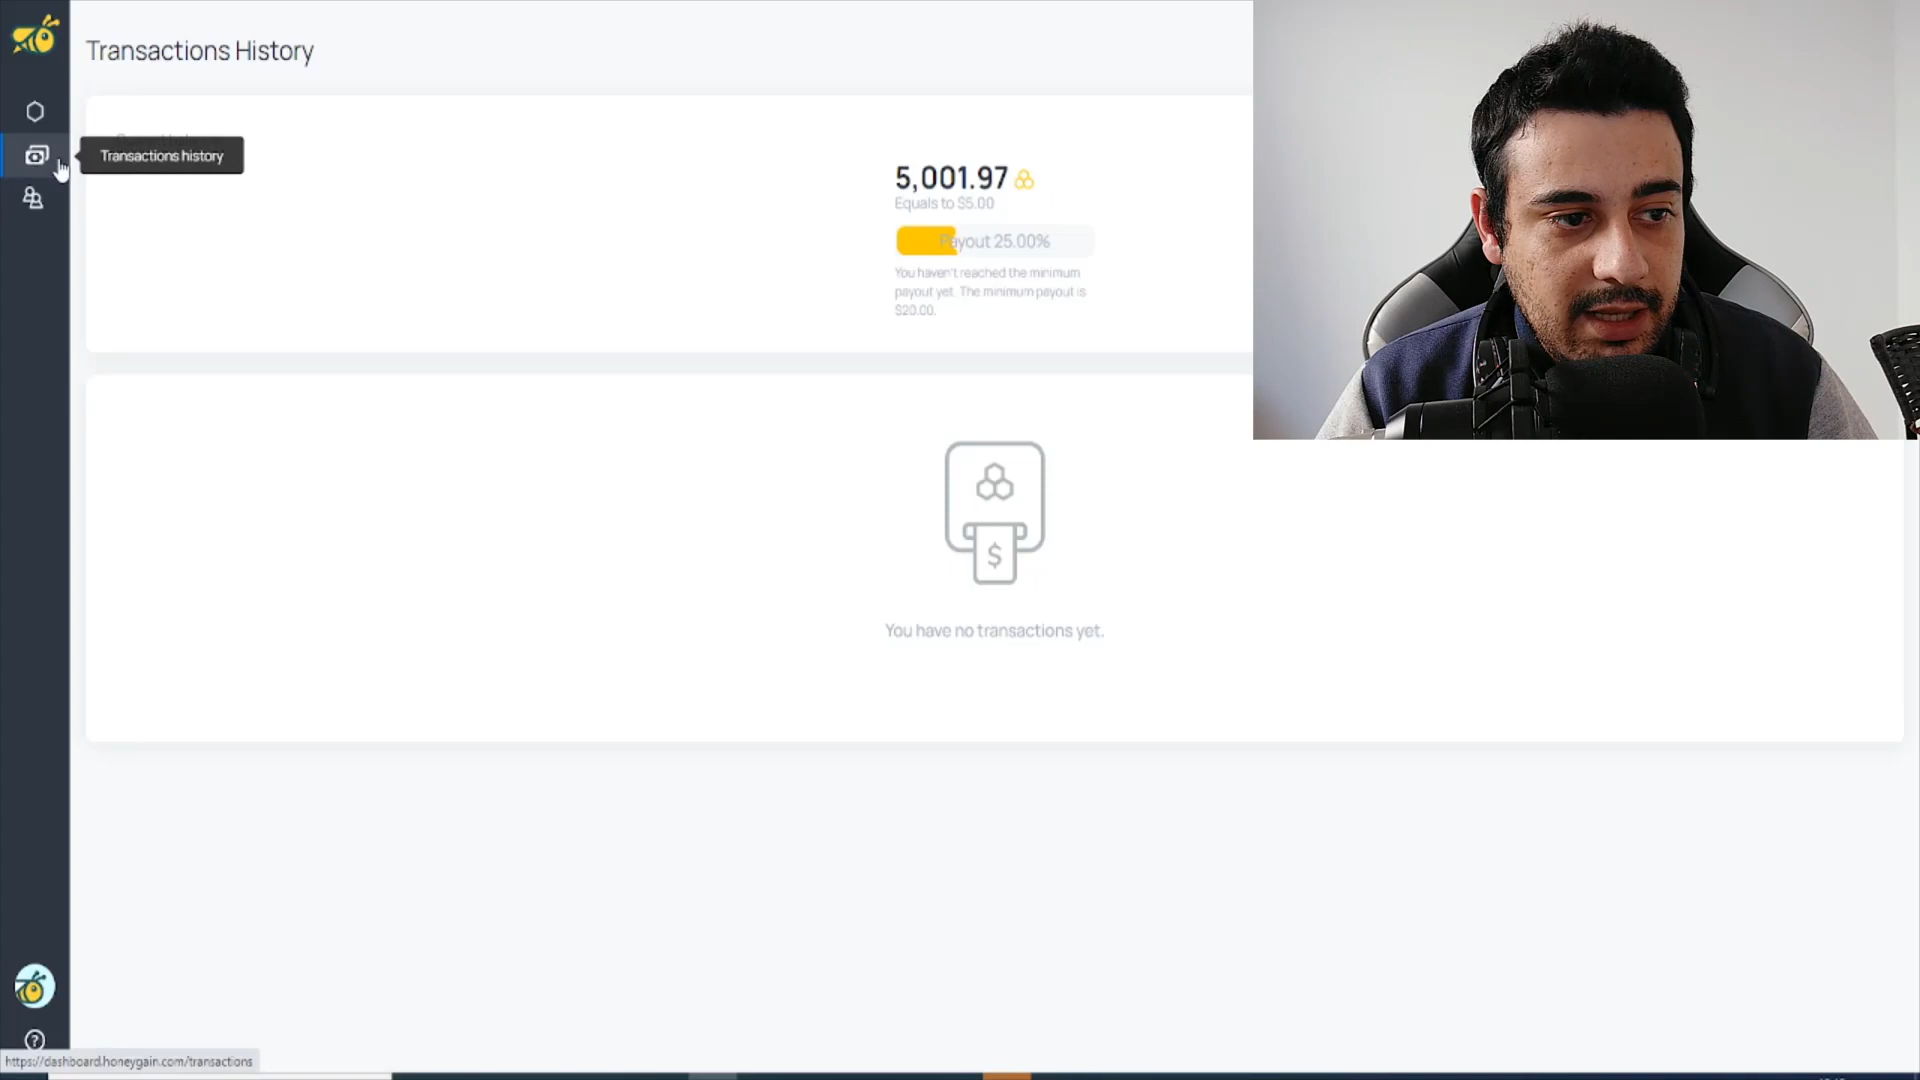 Transactions History
Transactions history
5,001.97
Equals to $5.00
Payout 25.00%
You haven't reached the minimum
payout yet. The minimum payout is
$20.00.
$
You have no transactions yet.
?
https://dashboard.honeygain.com/transactions